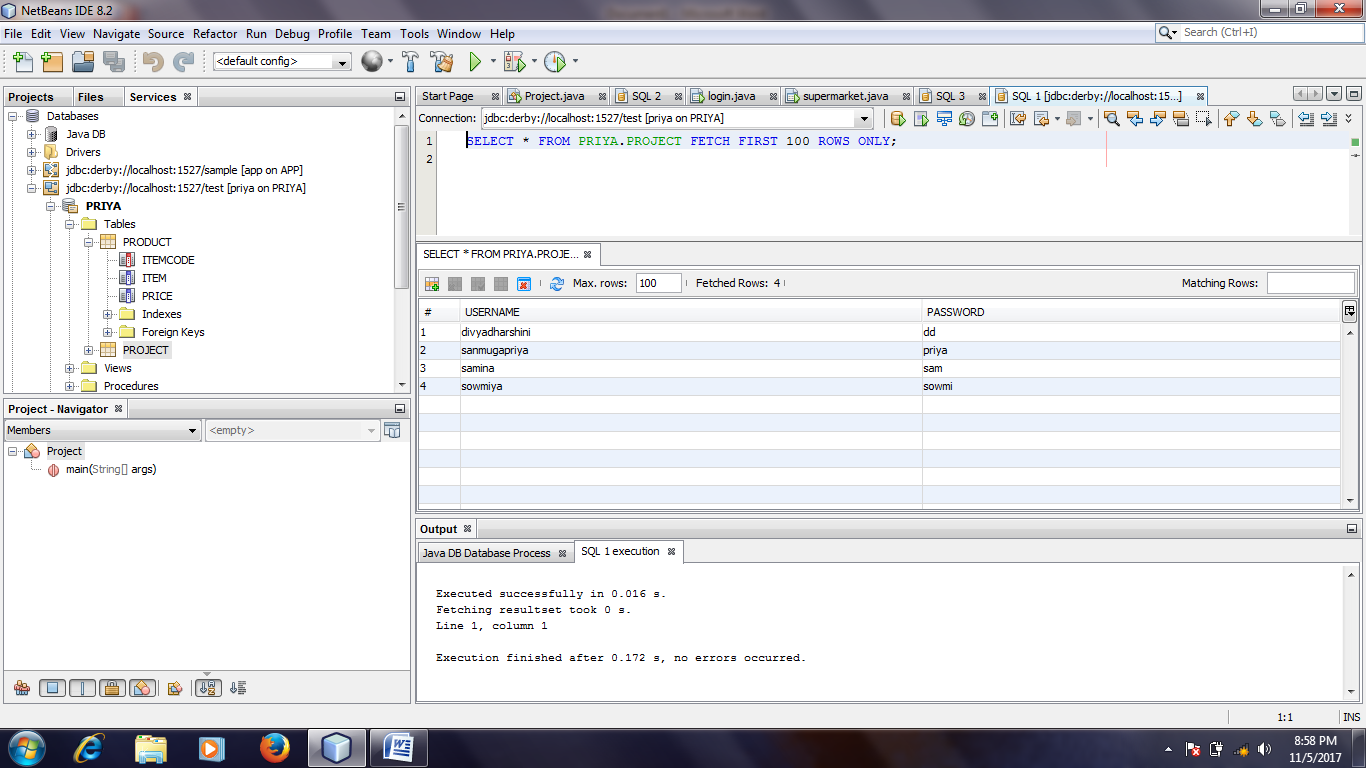 NetBeans IDE 8.2
File Edit View Navigate Source Refactor Run Debug Profile Team Tools Window Help
Search (Ctrl+I)
<default config>
Projects Files Services
Databases
Java DB
Drivers
jdbc:derby://localhost:1527/sample [app on APP]
jdbc:derby://localhost:1527/test [priya on PRIYA]
PRIYA
Tables
PRODUCT
ITEMCODE
ITEM
PRICE
Indexes
Foreign Keys
PROJECT
Views
Procedures
Project - Navigator
Members <empty>
Project
main(String[] args)
Start Page Project.java SQL 2 login.java supermarket.java SQL 3 SQL 1 [jdbc:derby://localhost:15...]
Connection: jdbc:derby://localhost:1527/test [priya on PRIYA]
1 SELECT * FROM PRIYA.PROJECT FETCH FIRST 100 ROWS ONLY;
2
SELECT * FROM PRIYA.PROJE...
Max. rows: 100 Fetched Rows: 4 Matching Rows:
# USERNAME PASSWORD
1 divyadharshini dd
2 sanmugapriya priya
3 samina sam
4 sowmiya sowmi
Output
Java DB Database Process SQL 1 execution
Executed successfully in 0.016 s.
Fetching resultset took 0 s.
Line 1, column 1
Execution finished after 0.172 s, no errors occurred.
1:1 INS
8:58 PM
11/5/2017